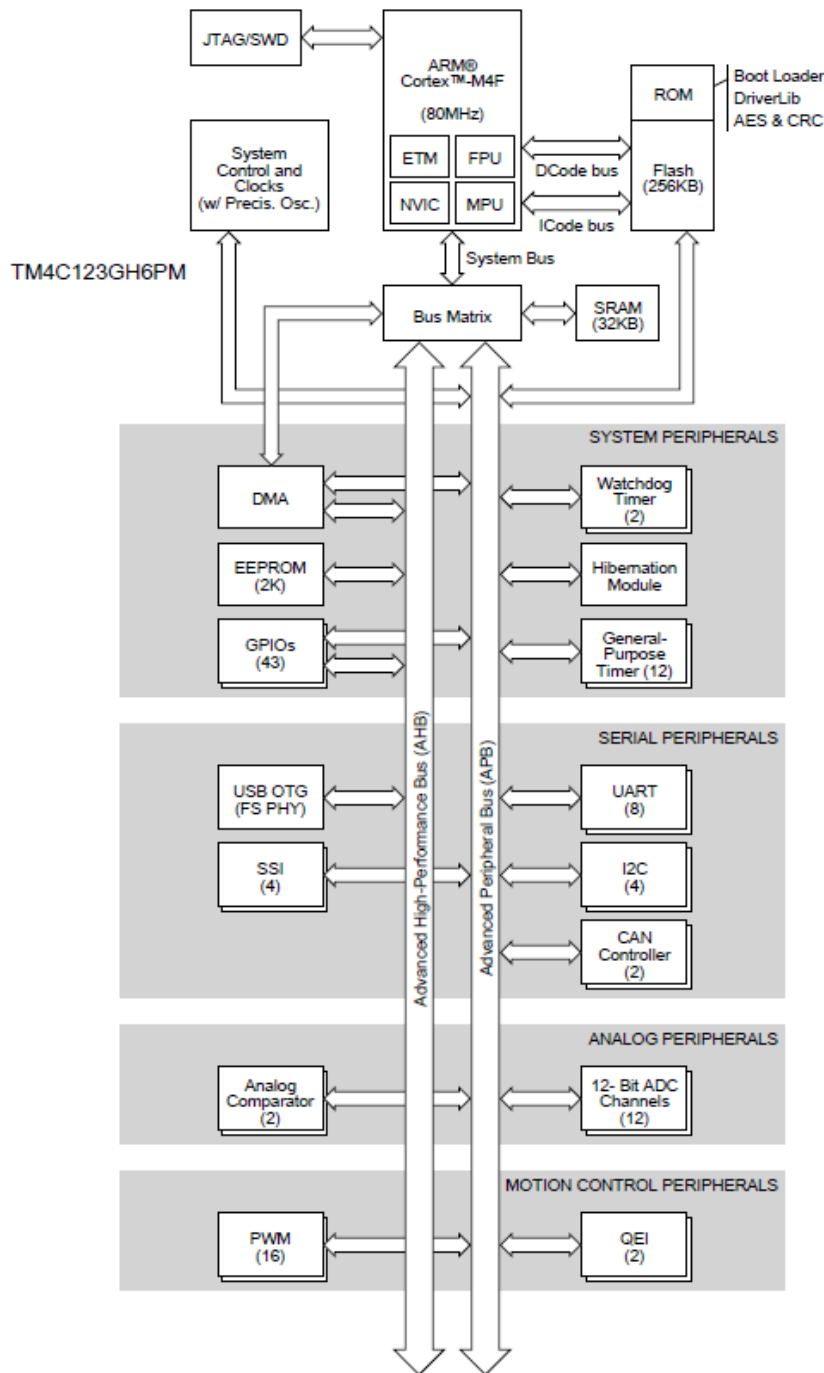 JTAG/SWD
ARM®
Cortex™-M4F
(80MHz)
ETM
FPU
NVIC
MPU
ROM
Boot Loader
DriverLib
AES & CRC
Flash
(256KB)
DCode bus
ICode bus
System
Control and
Clocks
(w/ Precis. Osc.)
TM4C123GH6PM
System Bus
Bus Matrix
SRAM
(32KB)
SYSTEM PERIPHERALS
DMA
Watchdog
Timer
(2)
EEPROM
(2K)
Hibernation
Module
GPIOs
(43)
General-
Purpose
Timer (12)
Advanced High-Performance Bus (AHB)
Advanced Peripheral Bus (APB)
SERIAL PERIPHERALS
USB OTG
(FS PHY)
UART
(8)
SSI
(4)
I2C
(4)
CAN
Controller
(2)
ANALOG PERIPHERALS
Analog
Comparator
(2)
12- Bit ADC
Channels
(12)
MOTION CONTROL PERIPHERALS
PWM
(16)
QEI
(2)